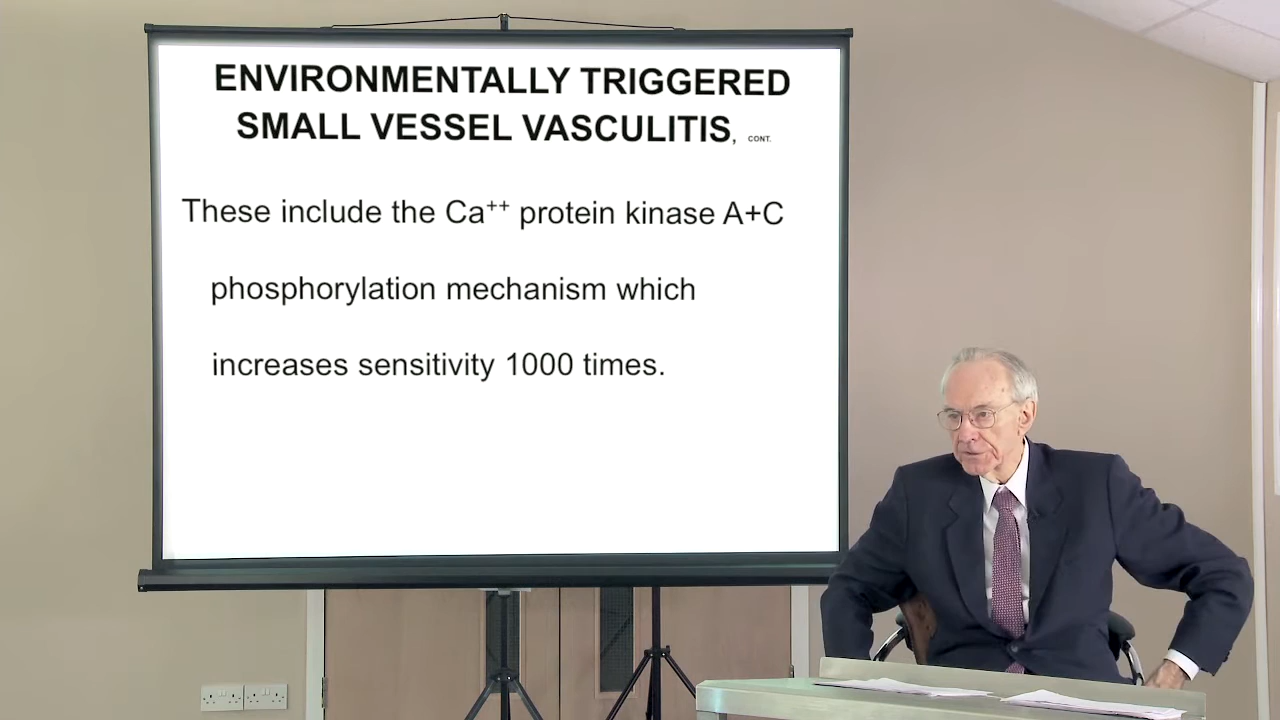 ENVIRONMENTALLY TRIGGERED
SMALL VESSEL VASCULITIS, CONT.
These include the Ca⁺⁺ protein kinase A+C
phosphorylation mechanism which
increases sensitivity 1000 times.